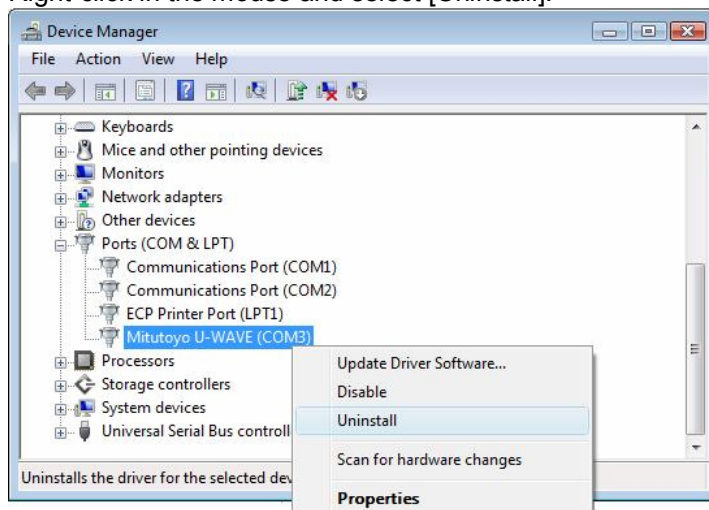 Right-click in the mouse and select [Uninstall].
Device Manager
File Action View Help
Keyboards
Mice and other pointing devices
Monitors
Network adapters
Other devices
Ports (COM & LPT)
Communications Port (COM1)
Communications Port (COM2)
ECP Printer Port (LPT1)
Mitutoyo U-WAVE (COM3)
Processors
Storage controllers
System devices
Universal Serial Bus controll
Update Driver Software...
Disable
Uninstall
Scan for hardware changes
Properties
Uninstalls the driver for the selected dev